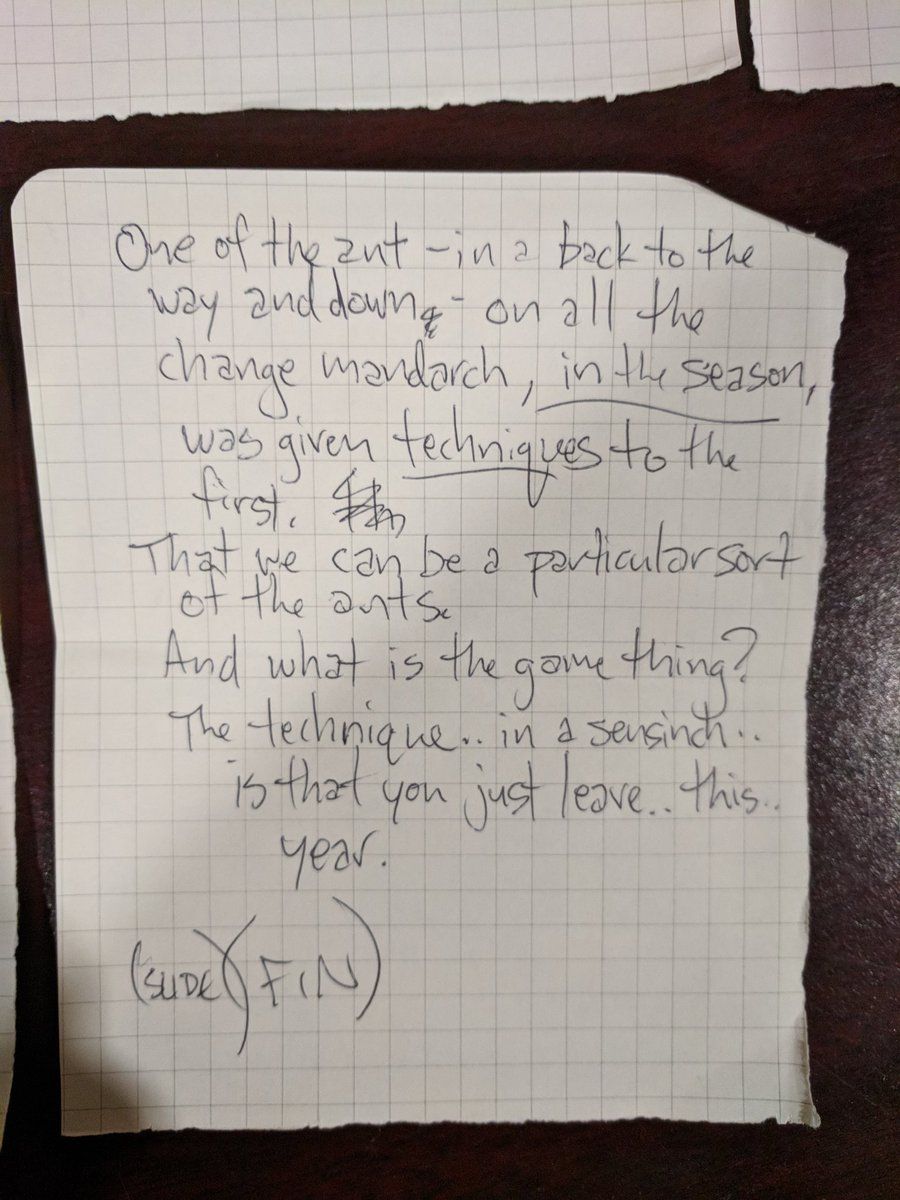 One of the ant - in a back to the
way and down, - on all the
change mandarch, in the season,
was given techniques to the
first.
That we can be a particular sort
of the ants.
And what is the game thing?
The technique.. in a sensinch..
is that you just leave.. this..
year.
(SLIDE) (FIN)